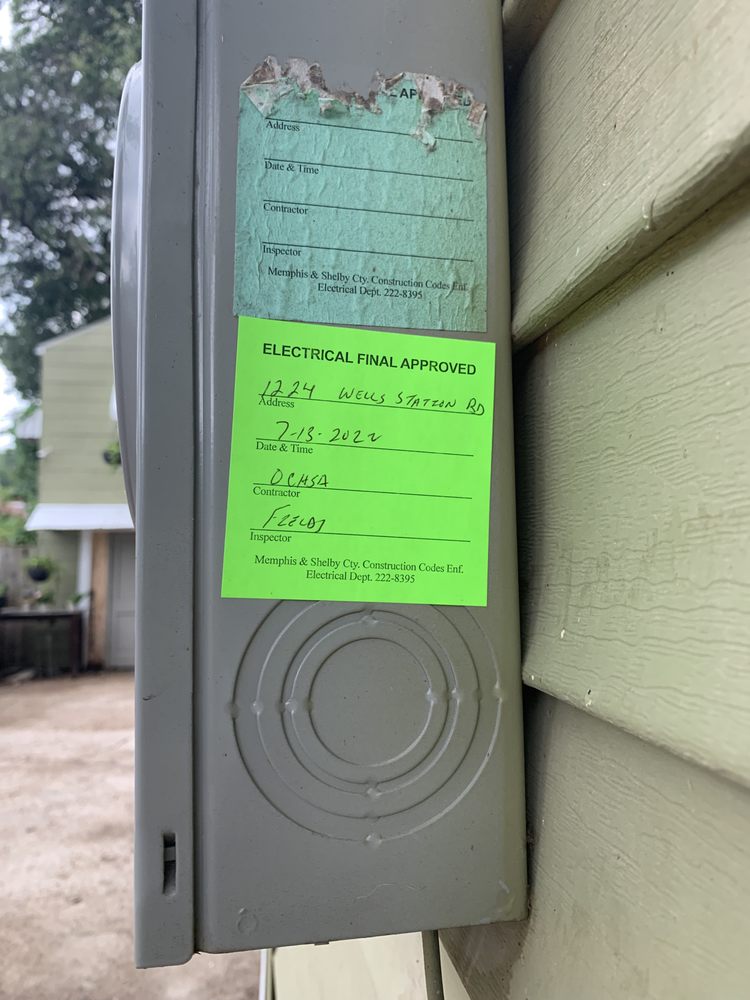 L AP ED
Address
Date & Time
Contractor
Inspector
Memphis & Shelby Cty. Construction Codes Enf.
Electrical Dept. 222-8395
ELECTRICAL FINAL APPROVED
1224 WELLS STATION RD
Address
7-13-2022
Date & Time
OCHSA
Contractor
FIELDS
Inspector
Memphis & Shelby Cty. Construction Codes Enf.
Electrical Dept. 222-8395